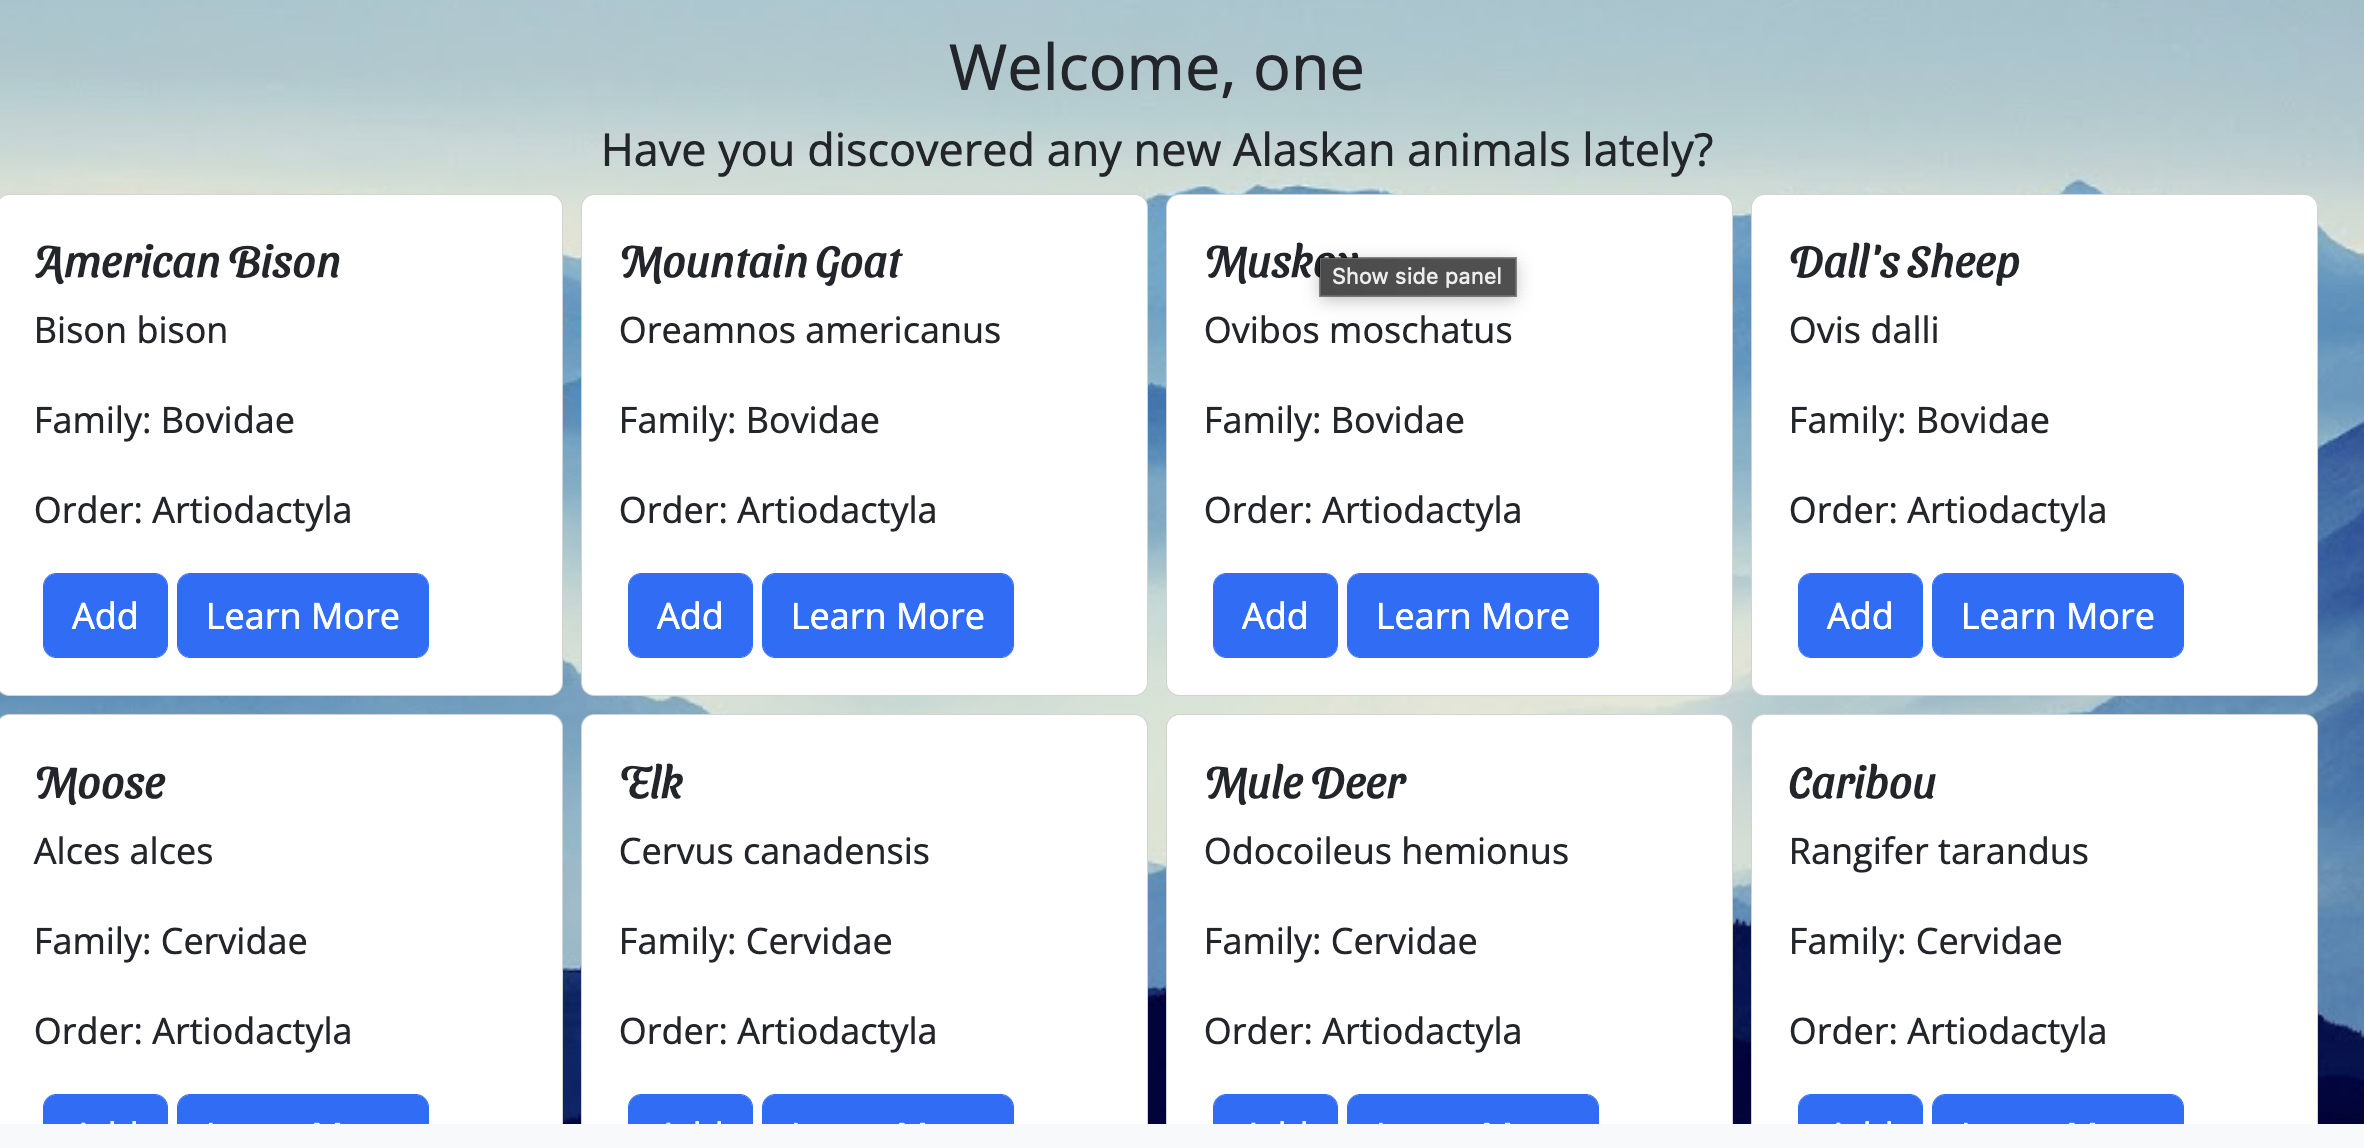 Welcome, one
Have you discovered any new Alaskan animals lately?
American Bison
Bison bison
Family: Bovidae
Order: Artiodactyla
Add Learn More
Mountain Goat
Oreamnos americanus
Family: Bovidae
Order: Artiodactyla
Add Learn More
Show side panel
Ovibos moschatus
Family: Bovidae
Order: Artiodactyla
Add Learn More
Dall's Sheep
Ovis dalli
Family: Bovidae
Order: Artiodactyla
Add Learn More
Moose
Alces alces
Family: Cervidae
Order: Artiodactyla
Elk
Cervus canadensis
Family: Cervidae
Order: Artiodactyla
Mule Deer
Odocoileus hemionus
Family: Cervidae
Order: Artiodactyla
Caribou
Rangifer tarandus
Family: Cervidae
Order: Artiodactyla